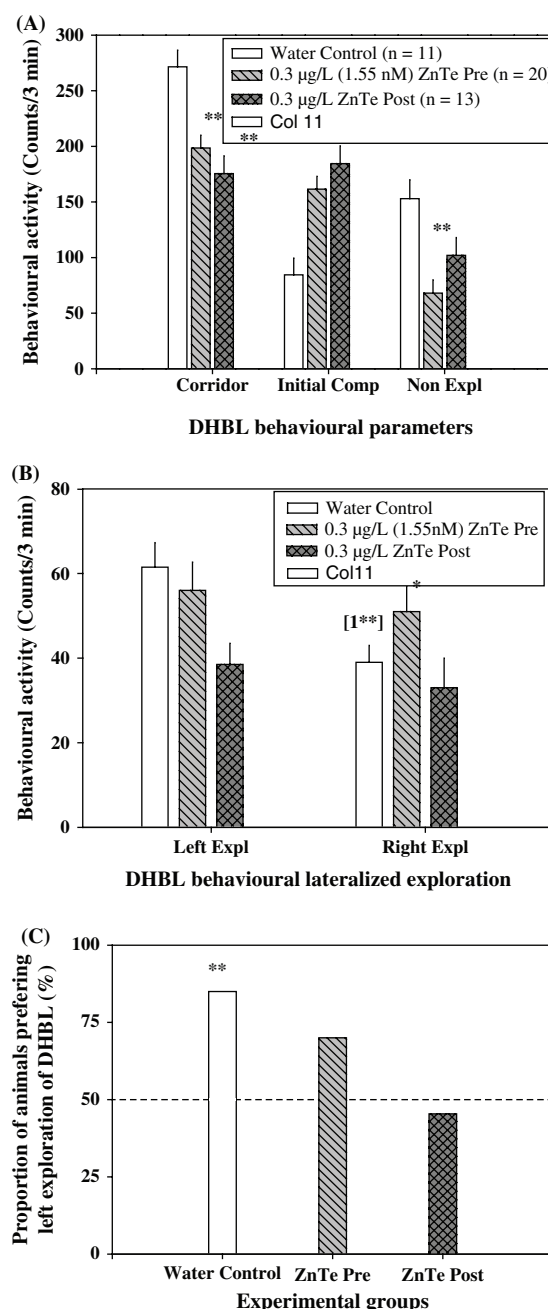 (A)
300
250
200
150
100
50
0
Behavioural activity (Counts/3 min)
Water Control (n = 11)
0.3 µg/L (1.55 nM) ZnTe Pre (n = 20)
0.3 µg/L ZnTe Post (n = 13)
Col 11
**
**
**
Corridor Initial Comp Non Expl
DHBL behavioural parameters
(B)
80
60
40
20
0
Behavioural activity (Counts/3 min)
Water Control
0.3 µg/L (1.55nM) ZnTe Pre
0.3 µg/L ZnTe Post
Col11
*
[1**]
Left Expl Right Expl
DHBL behavioural lateralized exploration
(C)
100
75
50
25
0
Proportion of animals prefering
left exploration of DHBL (%)
**
Water Control ZnTe Pre ZnTe Post
Experimental groups